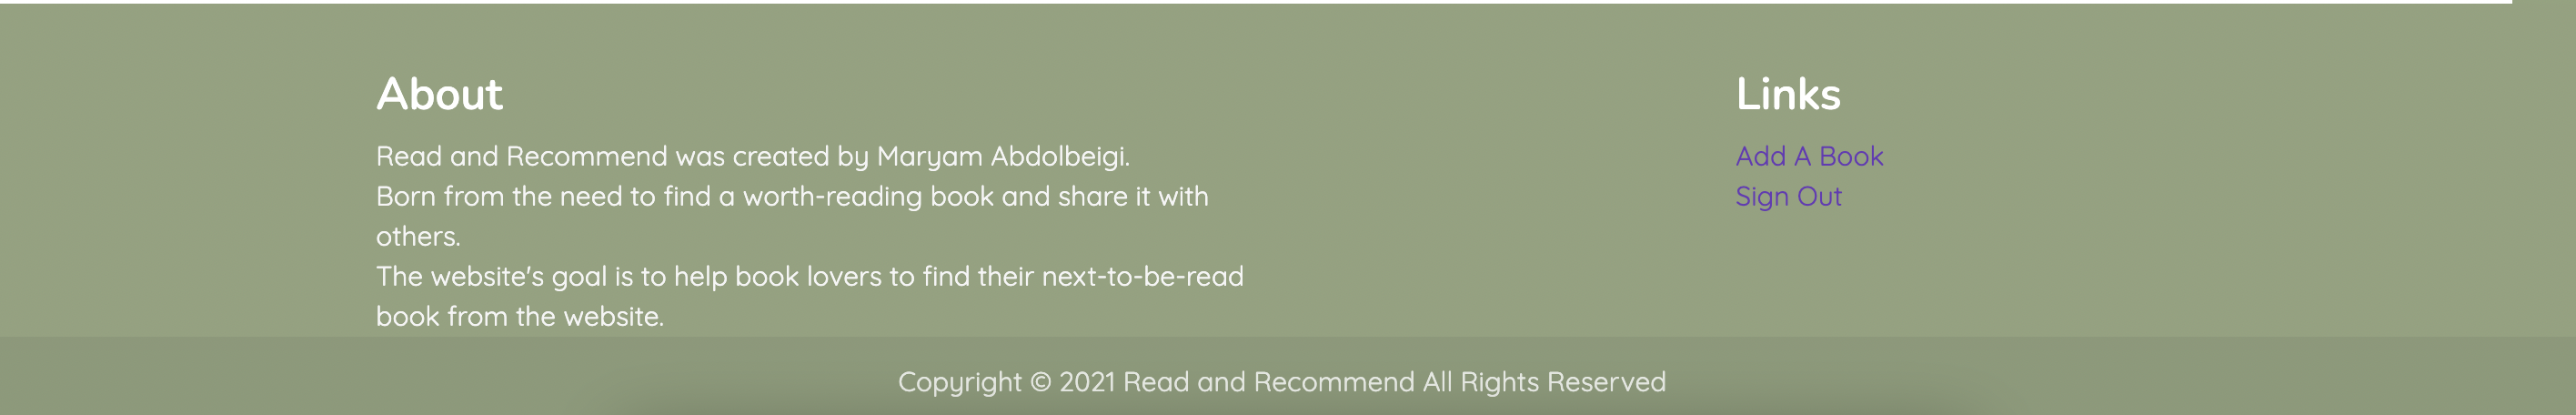 About
Read and Recommend was created by Maryam Abdolbeigi.
Born from the need to find a worth-reading book and share it with
others.
The website's goal is to help book lovers to find their next-to-be-read
book from the website.
Links
Add A Book
Sign Out
Copyright © 2021 Read and Recommend All Rights Reserved